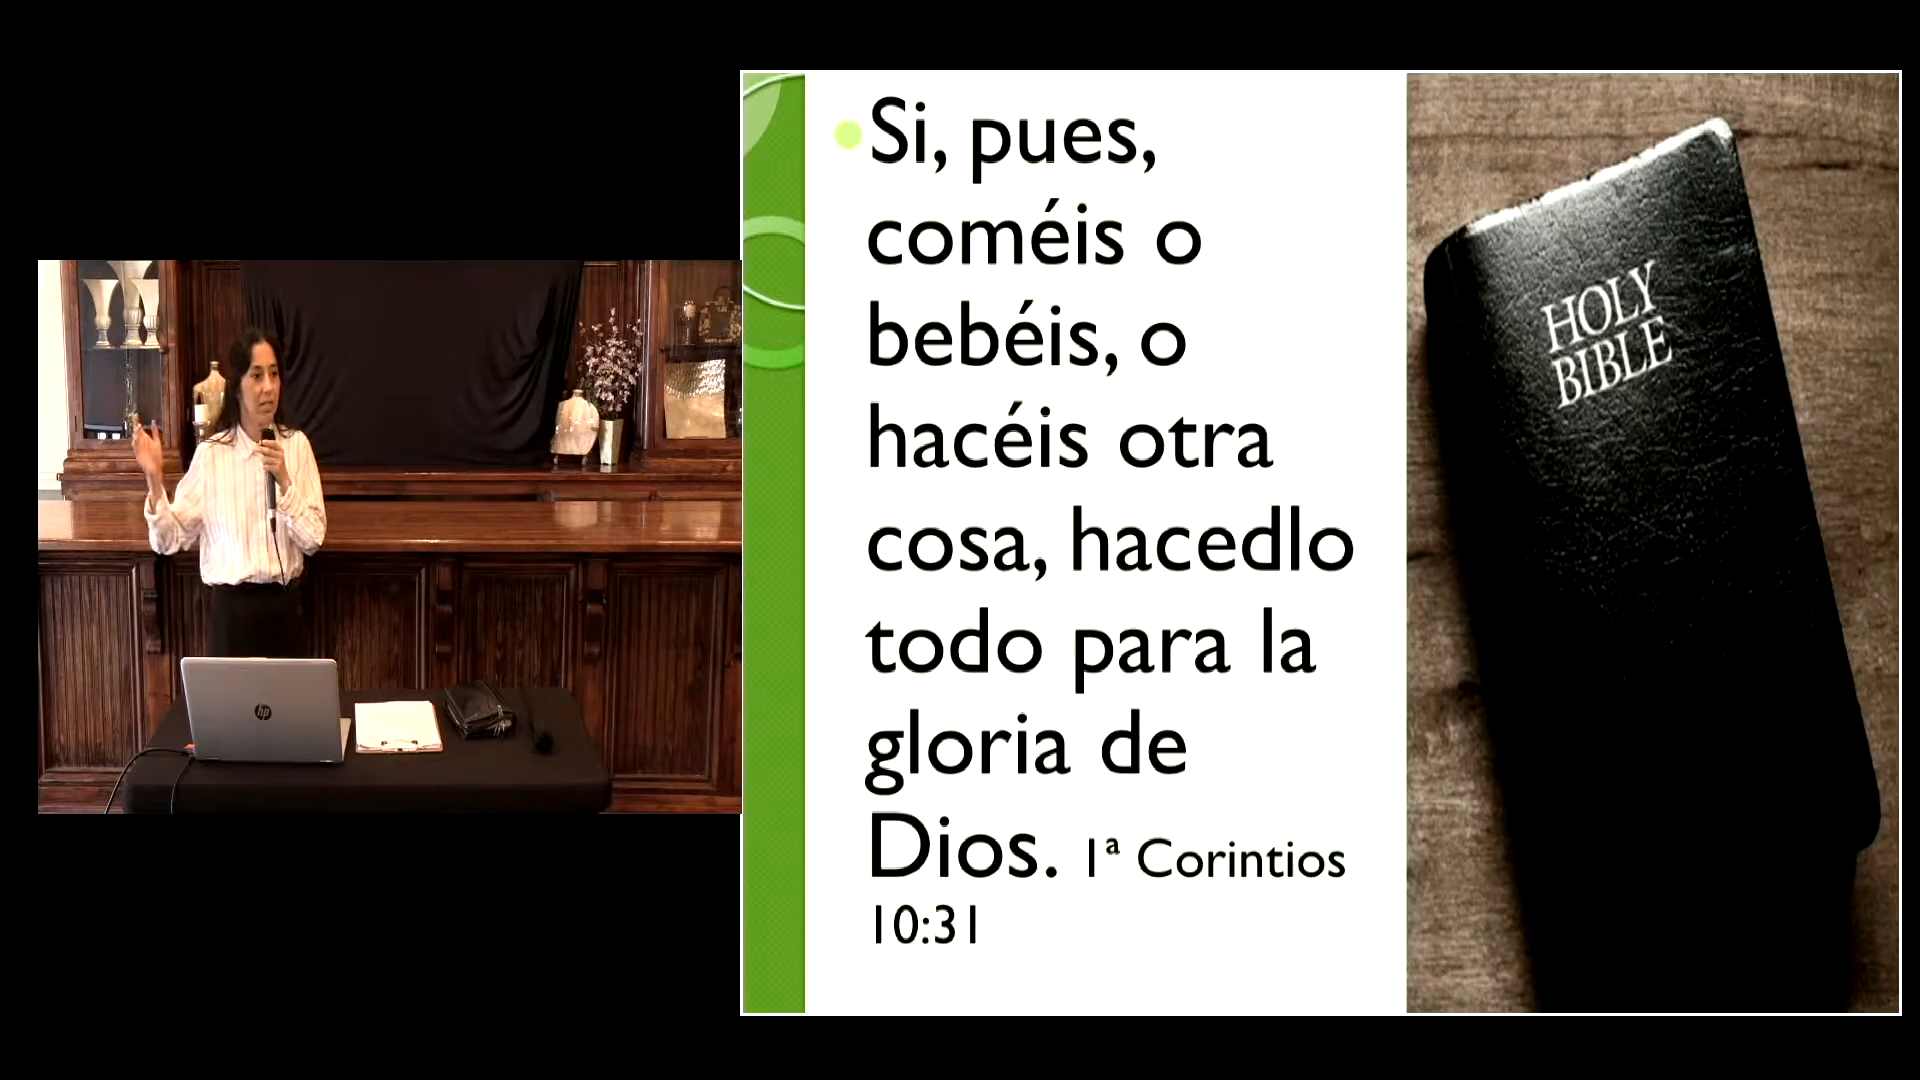 Si, pues,
coméis o
bebéis, o
hacéis otra
cosa, hacedlo
todo para la
gloria de
Dios. 1ª Corintios
10:31
HOLY
BIBLE
hp